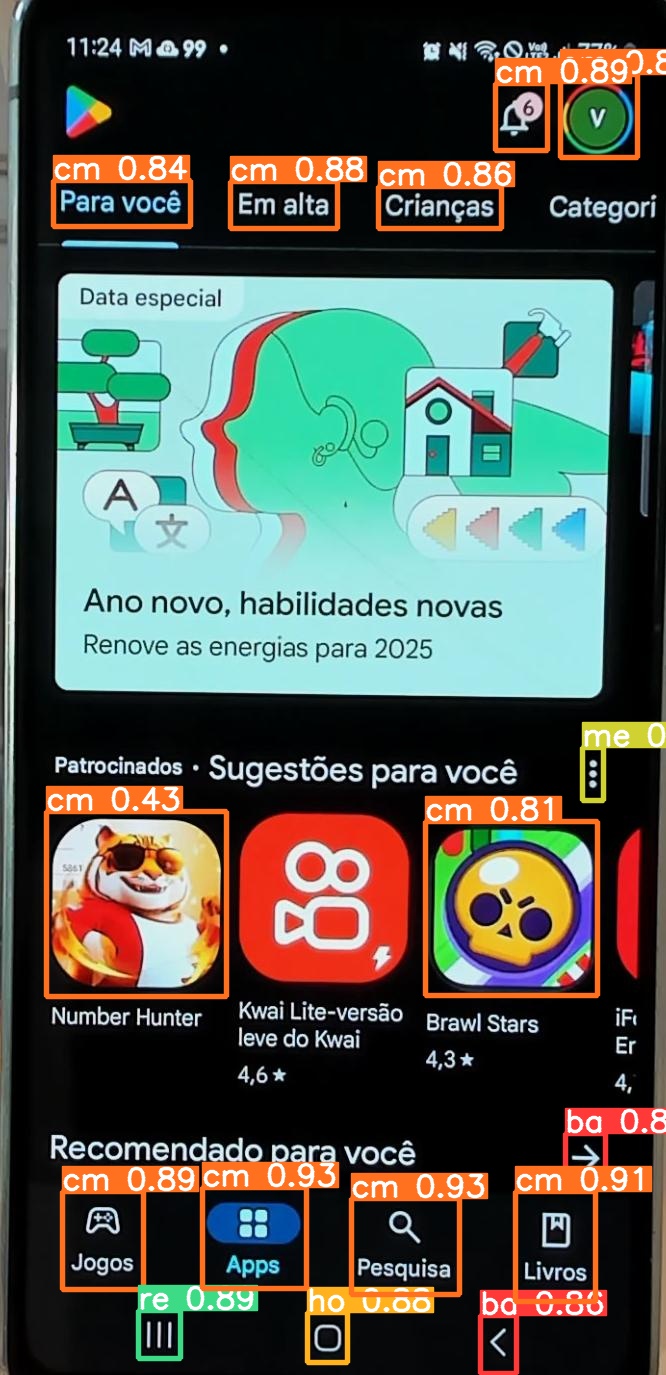 11:24 99
77%
cm 0.89
6
V
cm 0.84
cm 0.88
cm 0.86
Para você
Em alta
Crianças
Categori
Data especial
A
文
Ano novo, habilidades novas
Renove as energias para 2025
me 0
Patrocinados · Sugestões para você
cm 0.43
cm 0.81
5861
Number Hunter
Kwai Lite-versão
leve do Kwai
4,6★
Brawl Stars
4,3★
iF
Er
4,
ba 0.8
Recomendado para você
cm 0.89
cm 0.93
cm 0.93
cm 0.91
Jogos
Apps
Pesquisa
Livros
re 0.89
ho 0.88
ba 0.86